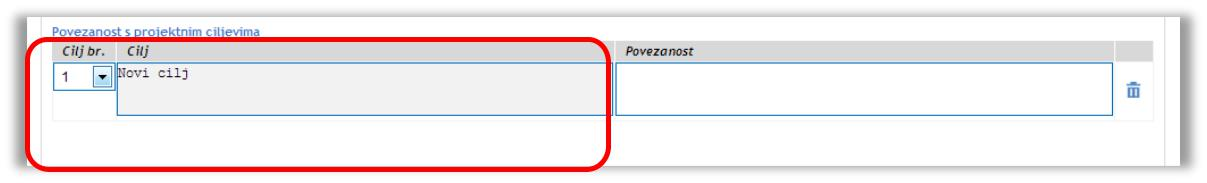 Povezanost s projektnim ciljevima
Cilj br. Cilj Povezanost
1 Novi cilj